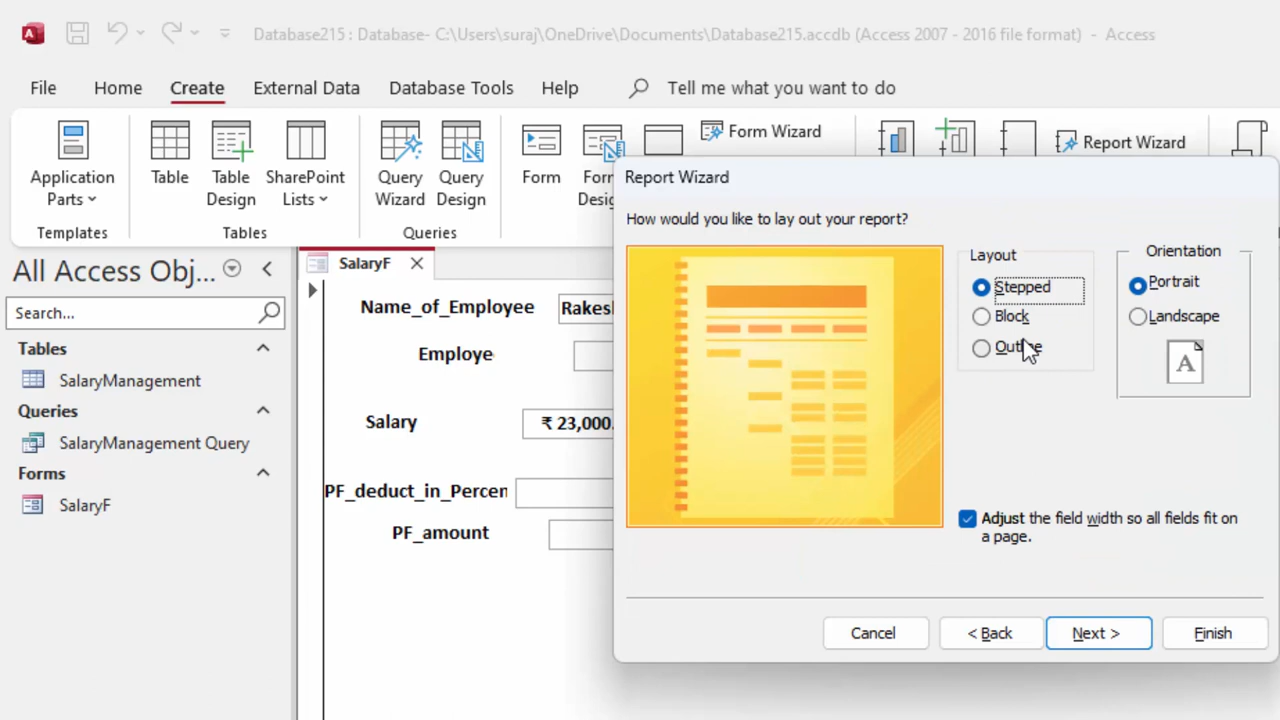 Database215 : Database- C:\Users\suraj\OneDrive\Documents\Database215.accdb (Access 2007 - 2016 file format) - Access
File Home Create External Data Database Tools Help Tell me what you want to do
Application Parts
Table
Table Design
SharePoint Lists
Query Wizard
Query Design
Form
Form Wizard
Report Wizard
Templates
Tables
Queries
Report Wizard
How would you like to lay out your report?
Layout
Stepped
Block
Orientation
Portrait
Landscape
A
Adjust the field width so all fields fit on
a page.
Cancel
< Back
Next >
Finish
All Access Obj...
Search...
Tables
SalaryManagement
Queries
SalaryManagement Query
Forms
SalaryF
SalaryF
Name_of_Employee
Employe
Salary ₹ 23,000.
PF_deduct_in_Percen
PF_amount